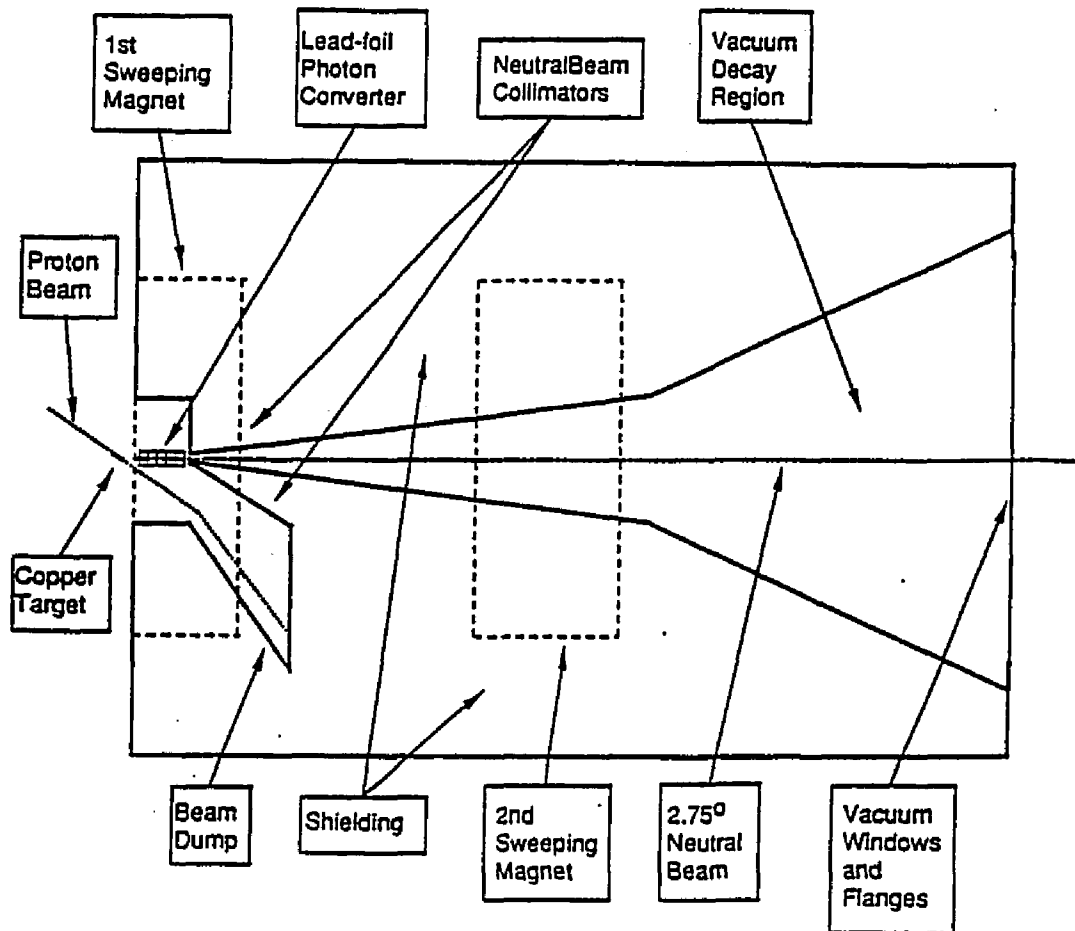 1st
Sweeping
Magnet
Lead-foil
Photon
Converter
NeutralBeam
Collimators
Vacuum
Decay
Region
Proton
Beam
Copper
Target
Beam
Dump
Shielding
2nd
Sweeping
Magnet
2.75º
Neutral
Beam
Vacuum
Windows
and
Flanges